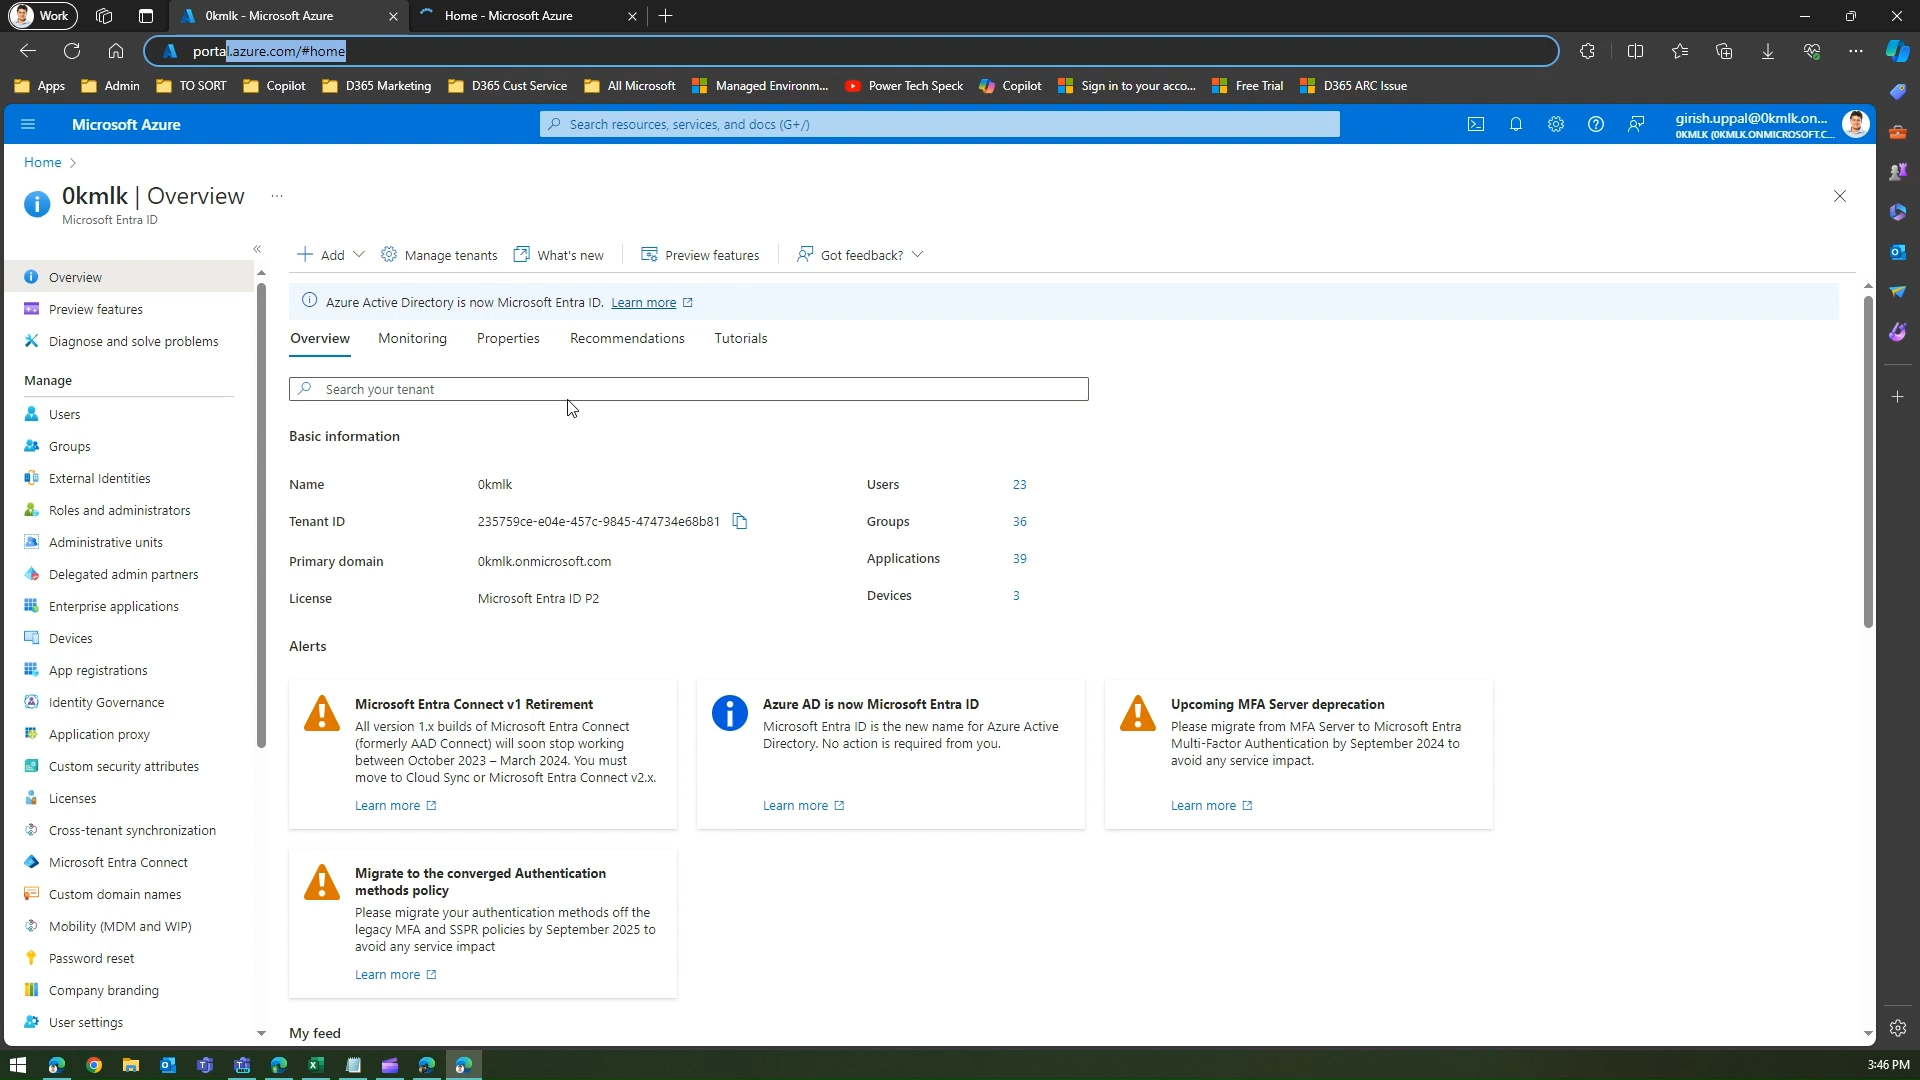 Work
0kmlk - Microsoft Azure
Home - Microsoft Azure
portal.azure.com/#home
Apps
Admin
TO SORT
Copilot
D365 Marketing
D365 Cust Service
All Microsoft
Managed Environm...
Power Tech Speck
Copilot
Sign in to your acco...
Free Trial
D365 ARC Issue
Microsoft Azure
Search resources, services, and docs (G+/)
girish.uppal@0kmlk.on...
0KMLK (0KMLK.ONMICROSOFT.C...
Home >
0kmlk | Overview ...
Microsoft Entra ID
Overview
Preview features
Diagnose and solve problems
Manage
Users
Groups
External Identities
Roles and administrators
Administrative units
Delegated admin partners
Enterprise applications
Devices
App registrations
Identity Governance
Application proxy
Custom security attributes
Licenses
Cross-tenant synchronization
Microsoft Entra Connect
Custom domain names
Mobility (MDM and WIP)
Password reset
Company branding
User settings
Add
Manage tenants
What's new
Preview features
Got feedback?
Azure Active Directory is now Microsoft Entra ID. Learn more
Overview
Monitoring
Properties
Recommendations
Tutorials
Search your tenant
Basic information
Name 0kmlk
Tenant ID 235759ce-e04e-457c-9845-474734e68b81
Primary domain 0kmlk.onmicrosoft.com
License Microsoft Entra ID P2
Users 23
Groups 36
Applications 39
Devices 3
Alerts
Microsoft Entra Connect v1 Retirement
All version 1.x builds of Microsoft Entra Connect
(formerly AAD Connect) will soon stop working
between October 2023 – March 2024. You must
move to Cloud Sync or Microsoft Entra Connect v2.x.
Learn more
Azure AD is now Microsoft Entra ID
Microsoft Entra ID is the new name for Azure Active
Directory. No action is required from you.
Learn more
Upcoming MFA Server deprecation
Please migrate from MFA Server to Microsoft Entra
Multi-Factor Authentication by September 2024 to
avoid any service impact.
Learn more
Migrate to the converged Authentication
methods policy
Please migrate your authentication methods off the
legacy MFA and SSPR policies by September 2025 to
avoid any service impact
Learn more
My feed
3:46 PM